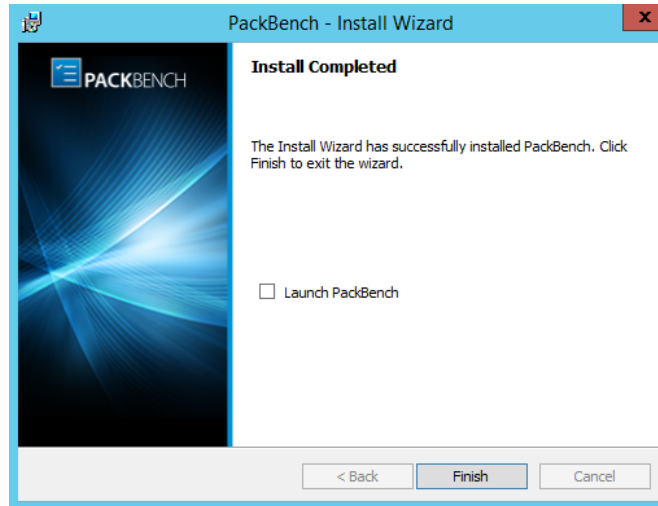 PackBench - Install Wizard
x
PACKBENCH
Install Completed
The Install Wizard has successfully installed PackBench. Click
Finish to exit the wizard.
Launch PackBench
< Back
Finish
Cancel